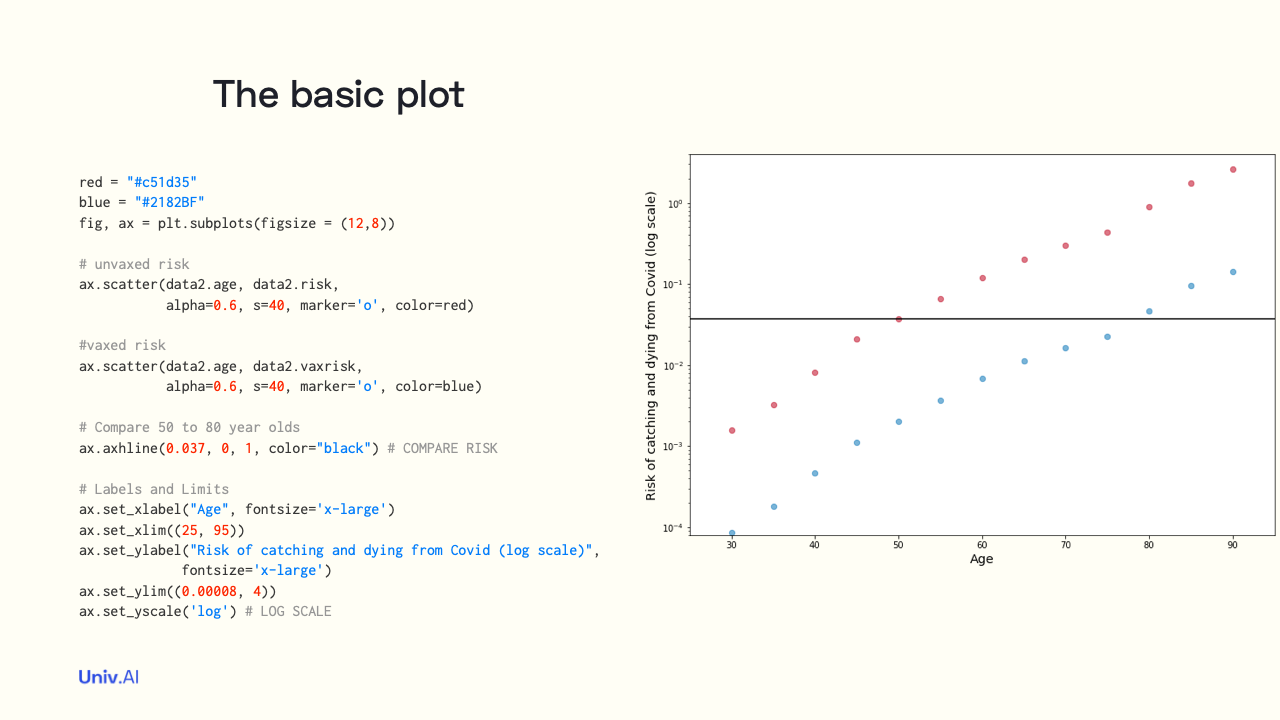 The basic plot
red = "#c51d35"
blue = "#2182BF"
fig, ax = plt.subplots(figsize = (12,8))
# unvaxed risk
ax.scatter(data2.age, data2.risk,
alpha=0.6, s=40, marker='o', color=red)
#vaxed risk
ax.scatter(data2.age, data2.vaxrisk,
alpha=0.6, s=40, marker='o', color=blue)
# Compare 50 to 80 year olds
ax.axhline(0.037, 0, 1, color="black") # COMPARE RISK
# Labels and Limits
ax.set_xlabel("Age", fontsize='x-large')
ax.set_xlim((25, 95))
ax.set_ylabel("Risk of catching and dying from Covid (log scale)",
fontsize='x-large')
ax.set_ylim((0.00008, 4))
ax.set_yscale('log') # LOG SCALE
Risk of catching and dying from Covid (log scale)
10⁰
10⁻¹
10⁻²
10⁻³
10⁻⁴
30 40 50 60 70 80 90
Age
Univ.AI